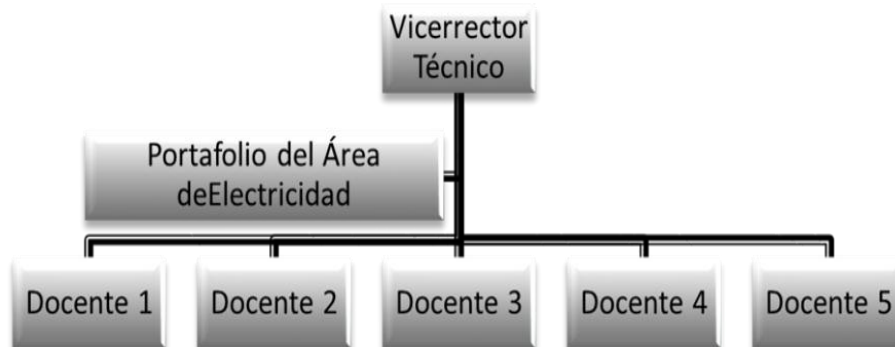 Vicerrector
Técnico
Portafolio del Área
deElectricidad
Docente 1
Docente 2
Docente 3
Docente 4
Docente 5